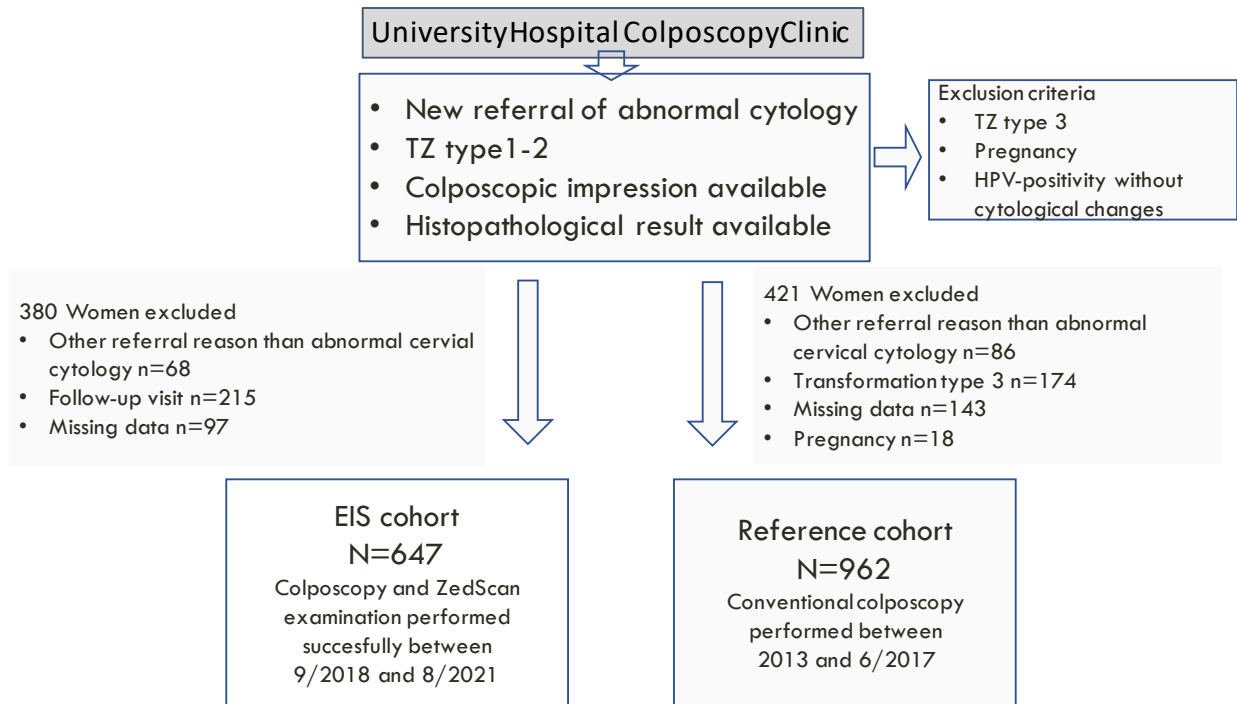 University Hospital Colposcopy Clinic
• New referral of abnormal cytology
• TZ type1-2
• Colposcopic impression available
• Histopathological result available
Exclusion criteria
• TZ type 3
• Pregnancy
• HPV-positivity without
cytological changes
380 Women excluded
• Other referral reason than abnormal cervial
cytology n=68
• Follow-up visit n=215
• Missing data n=97
421 Women excluded
• Other referral reason than abnormal
cervical cytology n=86
• Transformation type 3 n=174
• Missing data n=143
• Pregnancy n=18
EIS cohort
N=647
Colposcopy and ZedScan
examination performed
succesfully between
9/2018 and 8/2021
Reference cohort
N=962
Conventional colposcopy
performed between
2013 and 6/2017